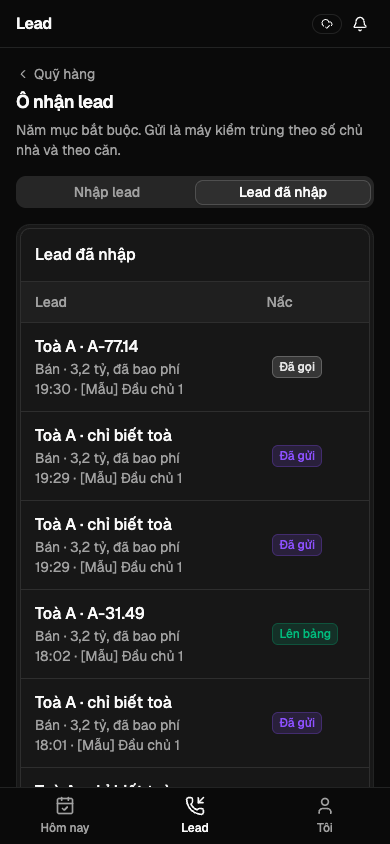 Lead
Quỹ hàng
Ô nhận lead
Năm mục bắt buộc. Gửi là máy kiểm trùng theo số chủ
nhà và theo căn.
Nhập lead
Lead đã nhập
Lead đã nhập
Lead
Nấc
Toà A · A-77.14
Bán · 3,2 tỷ, đã bao phí
19:30 · [Mẫu] Đầu chủ 1
Đã gọi
Toà A · chỉ biết toà
Bán · 3,2 tỷ, đã bao phí
19:29 · [Mẫu] Đầu chủ 1
Đã gửi
Toà A · chỉ biết toà
Bán · 3,2 tỷ, đã bao phí
19:29 · [Mẫu] Đầu chủ 1
Đã gửi
Toà A · A-31.49
Bán · 3,2 tỷ, đã bao phí
18:02 · [Mẫu] Đầu chủ 1
Lên bảng
Toà A · chỉ biết toà
Bán · 3,2 tỷ, đã bao phí
18:01 · [Mẫu] Đầu chủ 1
Đã gửi
Hôm nay
Lead
Tôi